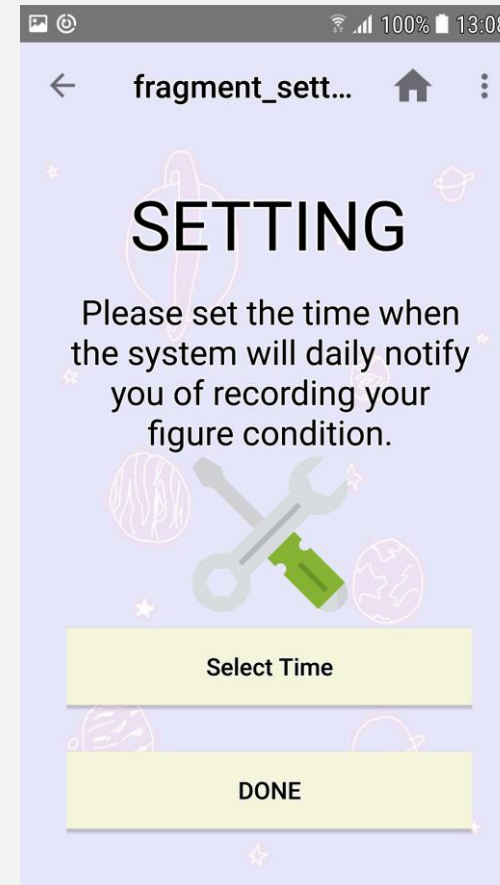 100% 13:08
fragment_sett...
SETTING
Please set the time when
the system will daily notify
you of recording your
figure condition.
Select Time
DONE